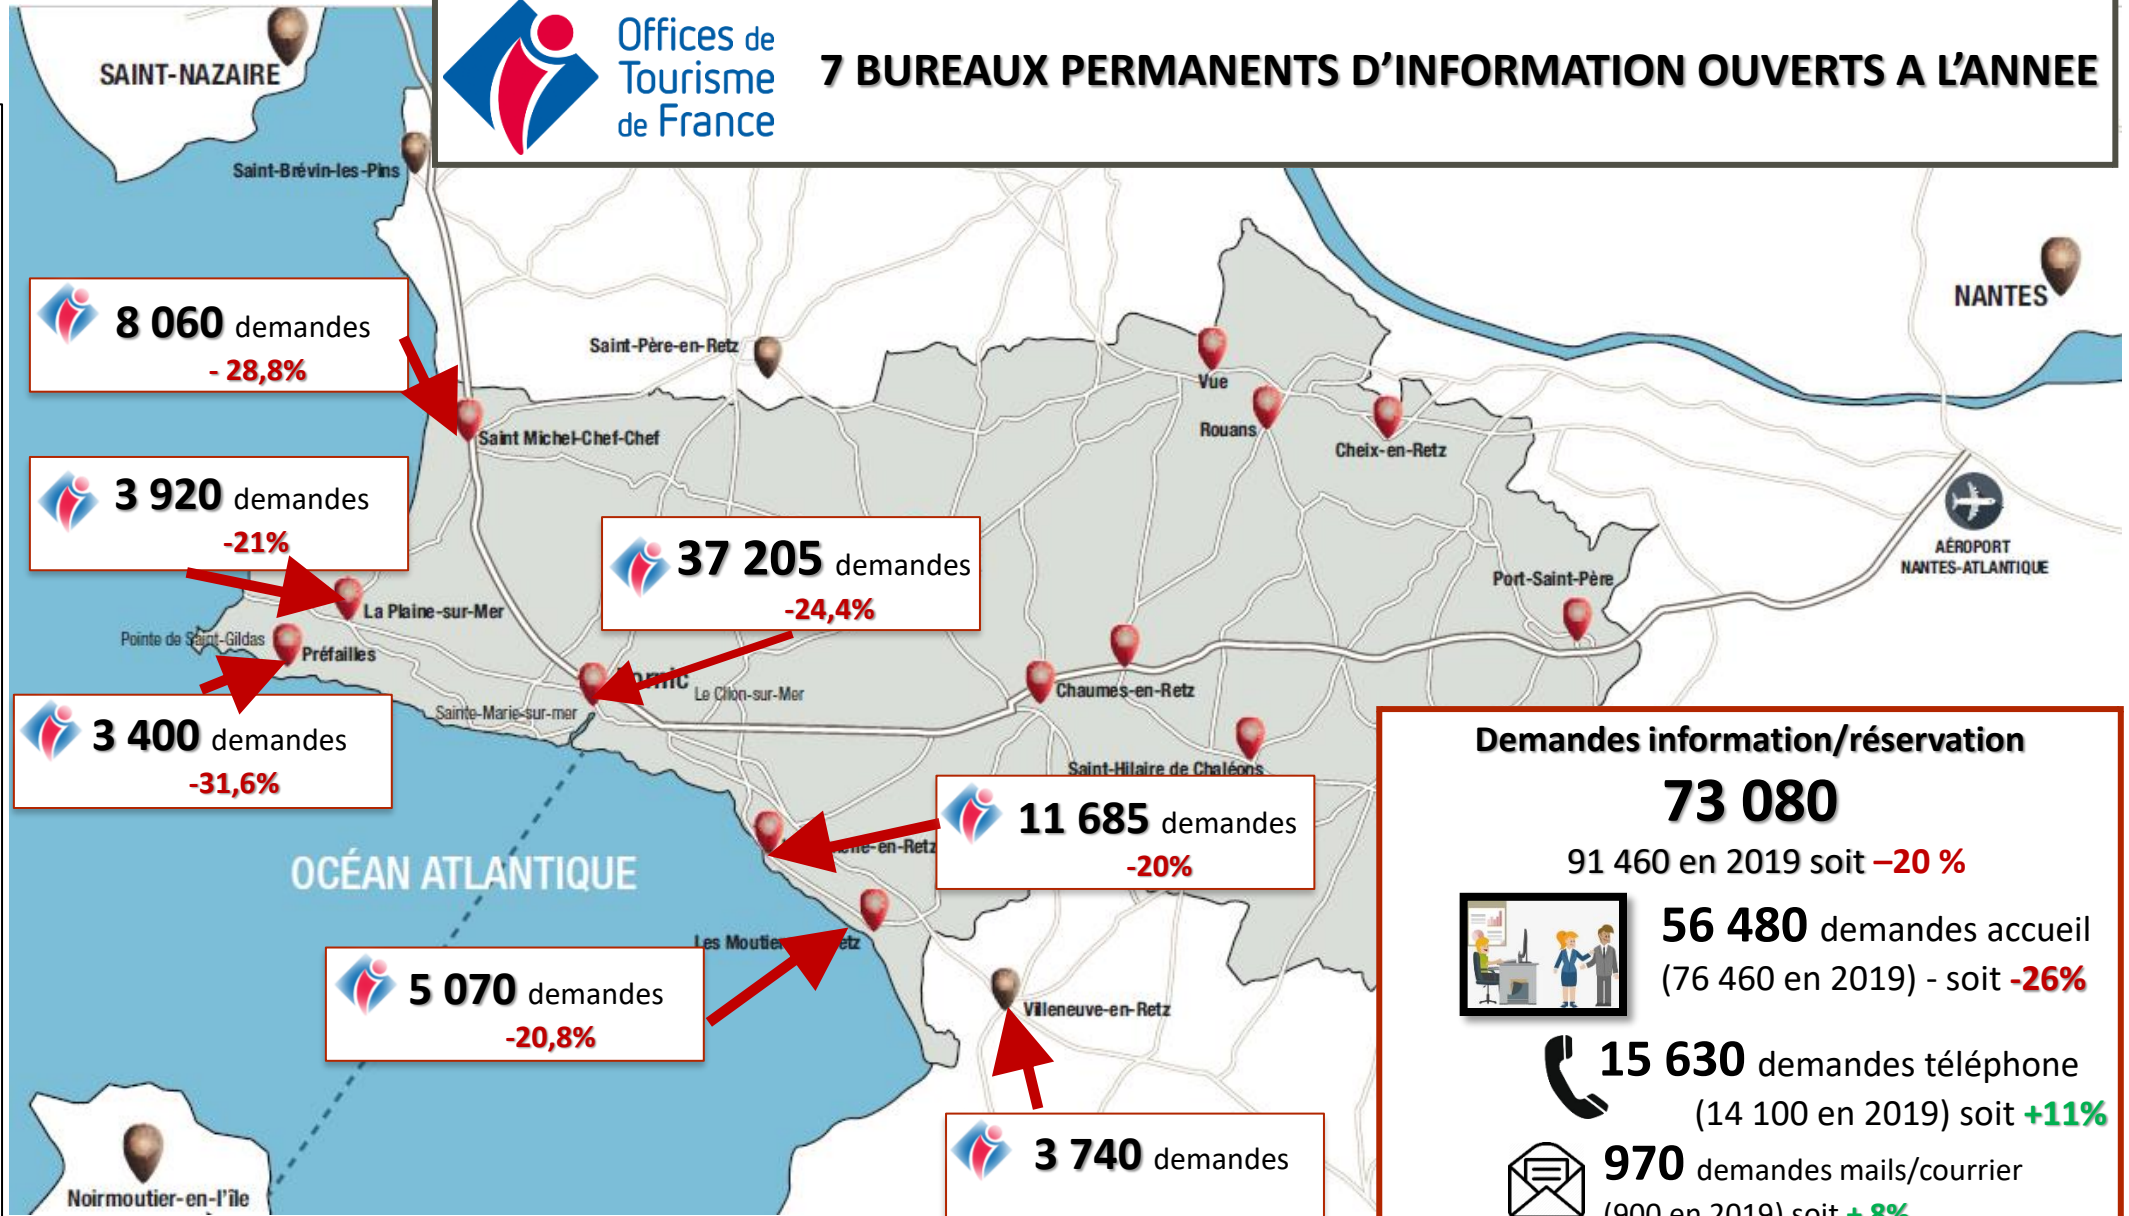 Offices de
Tourisme
de France
7 BUREAUX PERMANENTS D'INFORMATION OUVERTS A L'ANNEE
SAINT-NAZAIRE
Saint-Brévin-les-Pins
NANTES
8 060 demandes
- 28,8%
Saint-Père-en-Retz
Vue
Rouans
Cheix-en-Retz
Saint Michel-Chef-Chef
3 920 demandes
-21%
37 205 demandes
-24,4%
AÉROPORT
NANTES-ATLANTIQUE
Port-Saint-Père
La Plaine-sur-Mer
Pointe de Saint-Gildas
Préfailles
Le Clion-sur-Mer
Sainte-Marie-sur-mer
Chaumes-en-Retz
3 400 demandes
-31,6%
Saint-Hilaire de Chaléons
11 685 demandes
-20%
-en-Retz
OCÉAN ATLANTIQUE
Les
5 070 demandes
-20,8%
Villeneuve-en-Retz
3 740 demandes
Noirmoutier-en-l'île
Demandes information/réservation
73 080
91 460 en 2019 soit –20 %
56 480 demandes accueil
(76 460 en 2019) - soit -26%
15 630 demandes téléphone
(14 100 en 2019) soit +11%
970 demandes mails/courrier
(900 en 2019) soit + 8%